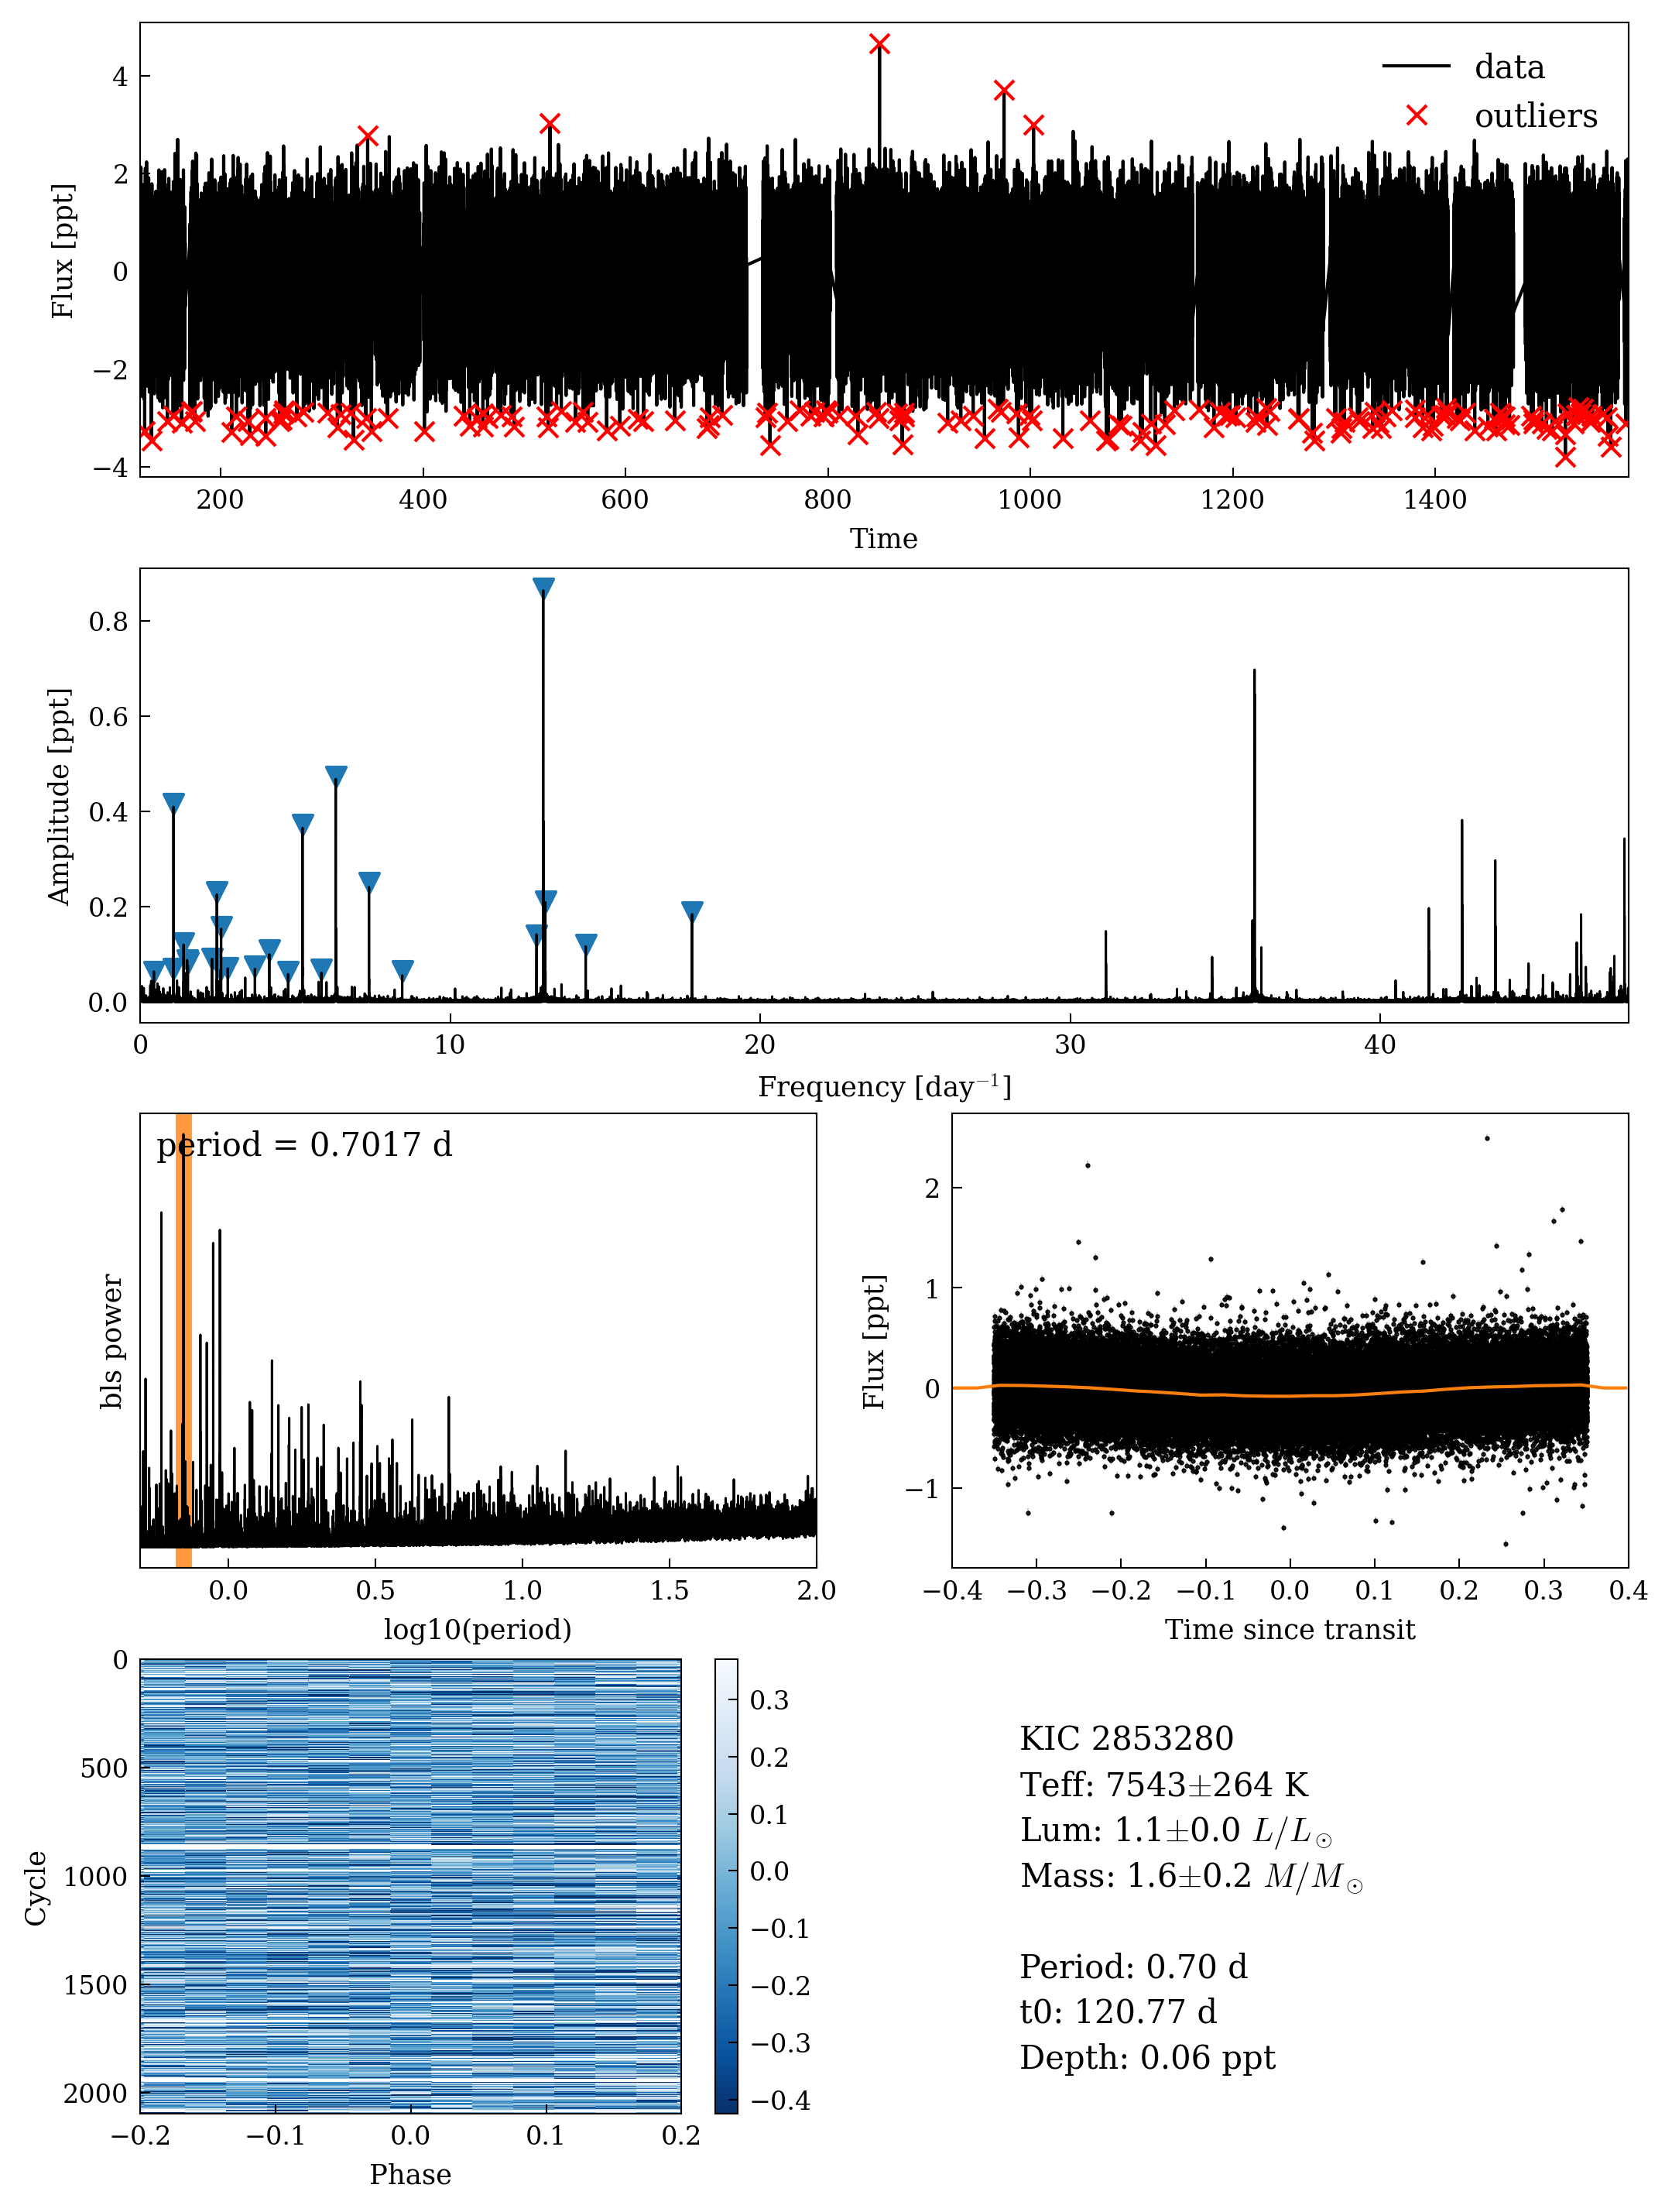 data
outliers
4
2
0
−2
−4
Flux [ppt]
200
400
600
800
1000
1200
1400
Time
0.8
0.6
0.4
0.2
0.0
Amplitude [ppt]
0
10
20
30
40
Frequency [day⁻¹]
period = 0.7017 d
bls power
0.0
0.5
1.0
1.5
2.0
log10(period)
2
1
0
−1
Flux [ppt]
−0.4
−0.3
−0.2
−0.1
0.0
0.1
0.2
0.3
0.4
Time since transit
0
500
1000
1500
2000
Cycle
−0.2
−0.1
0.0
0.1
0.2
Phase
0.3
0.2
0.1
0.0
−0.1
−0.2
−0.3
−0.4
KIC 2853280
Teff: 7543±264 K
Lum: 1.1±0.0 L/L⊙
Mass: 1.6±0.2 M/M⊙
Period: 0.70 d
t0: 120.77 d
Depth: 0.06 ppt